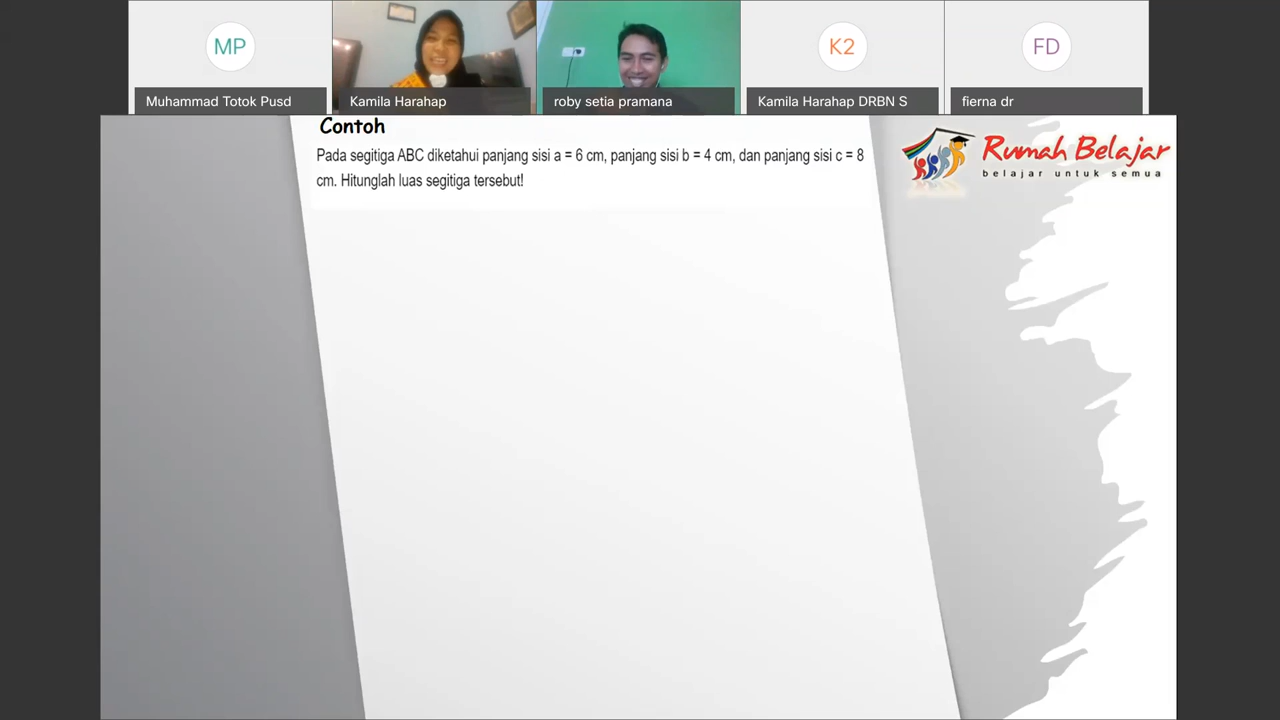 MP
Muhammad Totok Pusd
Kamila Harahap
roby setia pramana
K2
Kamila Harahap DRBN S
FD
fierna dr
Contoh
Pada segitiga ABC diketahui panjang sisi a = 6 cm, panjang sisi b = 4 cm, dan panjang sisi c = 8
cm. Hitunglah luas segitiga tersebut!
Rumah Belajar
belajar untuk semua